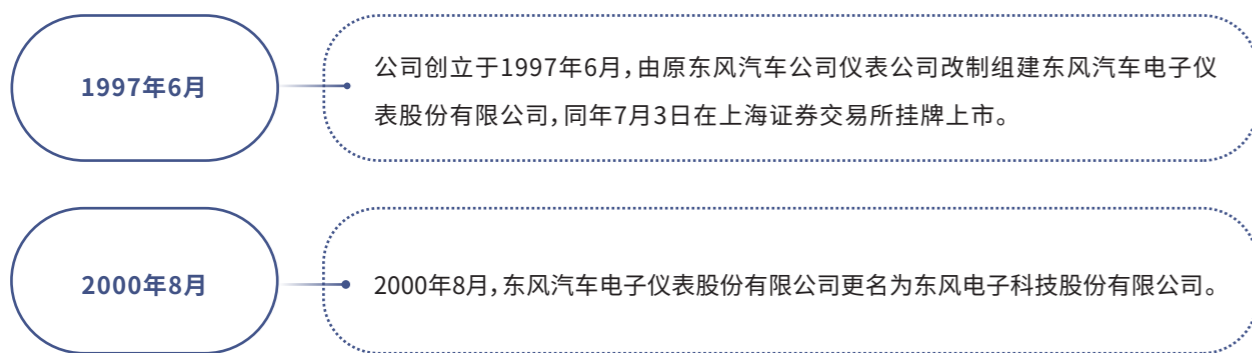 1997年6月
公司创立于1997年6月，由原东风汽车公司仪表公司改制组建东风汽车电子仪
表股份有限公司，同年7月3日在上海证券交易所挂牌上市。
2000年8月
2000年8月，东风汽车电子仪表股份有限公司更名为东风电子科技股份有限公司。